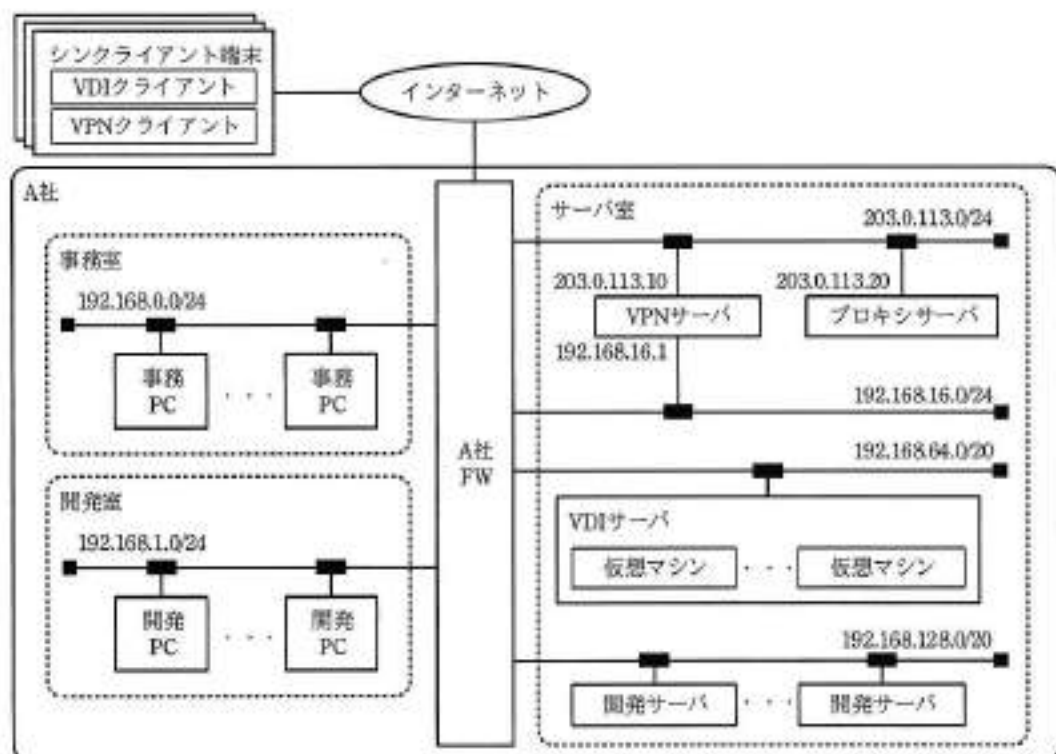 シンクライアント端末
VDIクライアント
VPNクライアント
インターネット
A社
事務室
192.168.0.0/24
事務
PC
・・・
事務
PC
開発室
192.168.1.0/24
開発
PC
・・・
開発
PC
A社
FW
サーバ室
203.0.113.0/24
203.0.113.10
203.0.113.20
VPNサーバ
プロキシサーバ
192.168.16.1
192.168.16.0/24
192.168.64.0/20
VDIサーバ
仮想マシン
・・・
仮想マシン
192.168.128.0/20
開発サーバ
・・・
開発サーバ